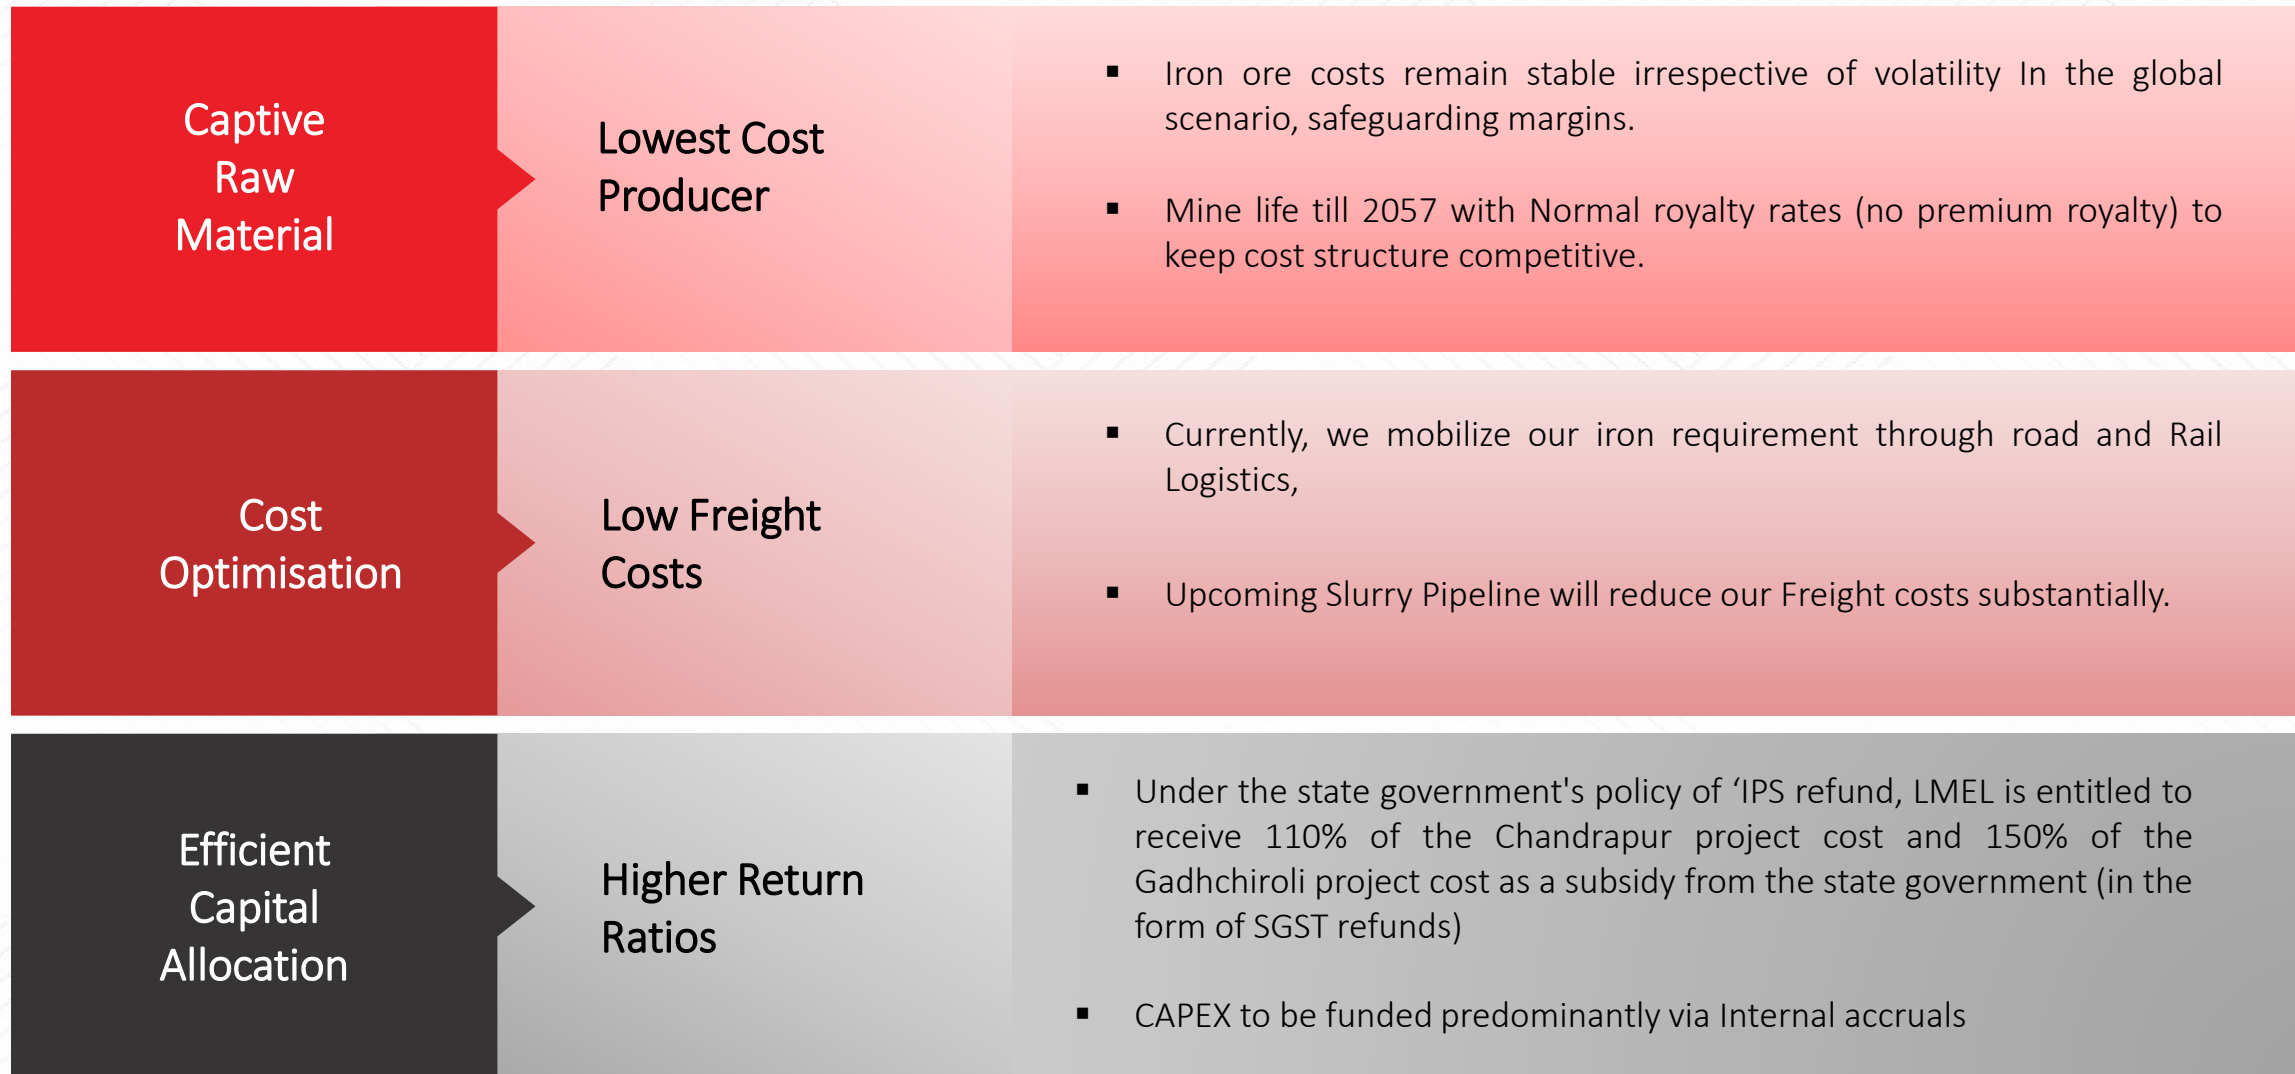 Captive
Raw
Material
Lowest Cost
Producer
▪ Iron ore costs remain stable irrespective of volatility In the global
scenario, safeguarding margins.
▪ Mine life till 2057 with Normal royalty rates (no premium royalty) to
keep cost structure competitive.
Cost
Optimisation
Low Freight
Costs
▪ Currently, we mobilize our iron requirement through road and Rail
Logistics,
▪ Upcoming Slurry Pipeline will reduce our Freight costs substantially.
Efficient
Capital
Allocation
Higher Return
Ratios
▪ Under the state government's policy of ‘IPS refund, LMEL is entitled to
receive 110% of the Chandrapur project cost and 150% of the
Gadhchiroli project cost as a subsidy from the state government (in the
form of SGST refunds)
▪ CAPEX to be funded predominantly via Internal accruals